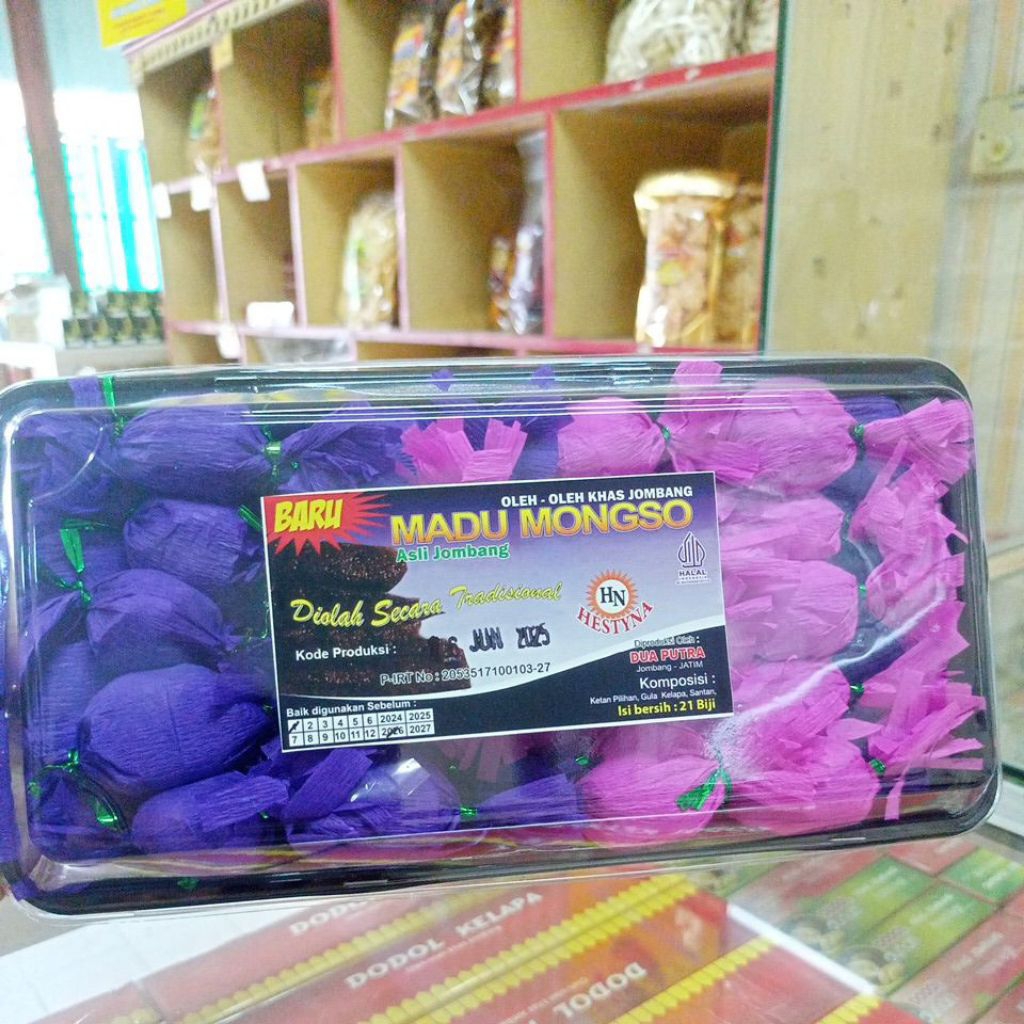 BARU
OLEH - OLEH KHAS JOMBANG
MADU MONGSO
Asli Jombang
HALAL
INDONESIA
Diolah Secara Tradisional
HN
HESTYNA
Kode Produksi : 16 JUN 2025
Diproduksi Oleh :
DUA PUTRA
Jombang - JATIM
P-IRT No : 2053517100103-27
Komposisi :
Ketan Pilihan, Gula Kelapa, Santan,
Isi bersih : 21 Biji
Baik digunakan Sebelum :
2 3 4 5 6 2024 2025
7 8 9 10 11 12 2026 2027
DODOL KELAPA
DODOL